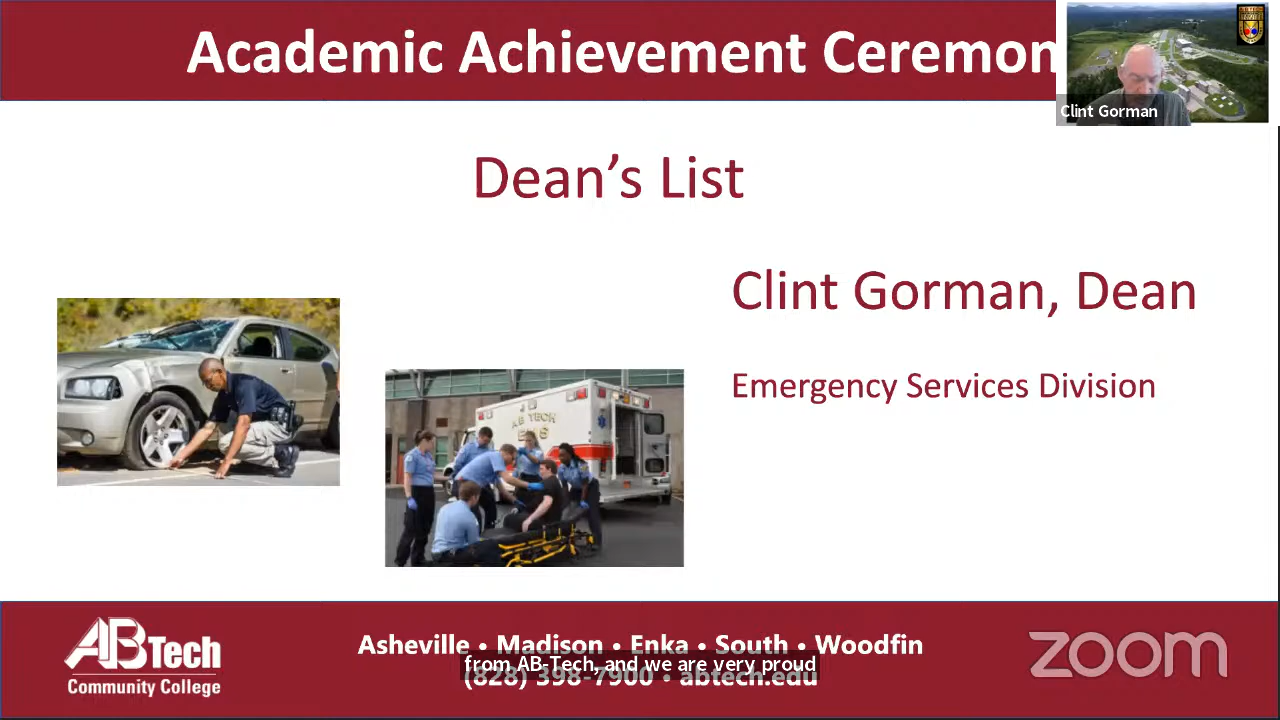 Academic Achievement Ceremon
Clint Gorman
Dean’s List
Clint Gorman, Dean
Emergency Services Division
AB TECH
EMS
AB Tech
Community College
Asheville • Madison • Enka • South • Woodfin
from AB-Tech, and we are very proud
(828) 398-7900 • abtech.edu
zoom